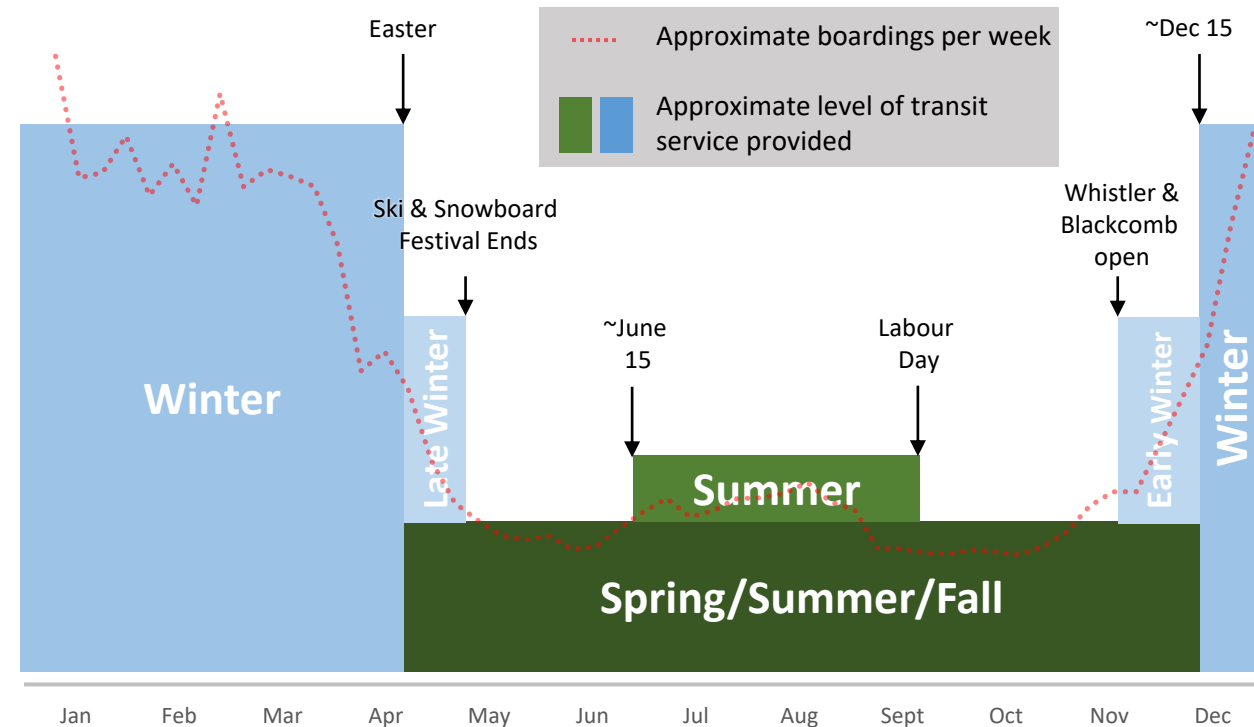 Easter
Approximate boardings per week
Approximate level of transit
service provided
~Dec 15
Ski & Snowboard
Festival Ends
Whistler &
Blackcomb
open
~June
15
Labour
Day
Winter
Late Winter
Summer
Early Winter
Winter
Spring/Summer/Fall
Jan
Feb
Mar
Apr
May
Jun
Jul
Aug
Sept
Oct
Nov
Dec